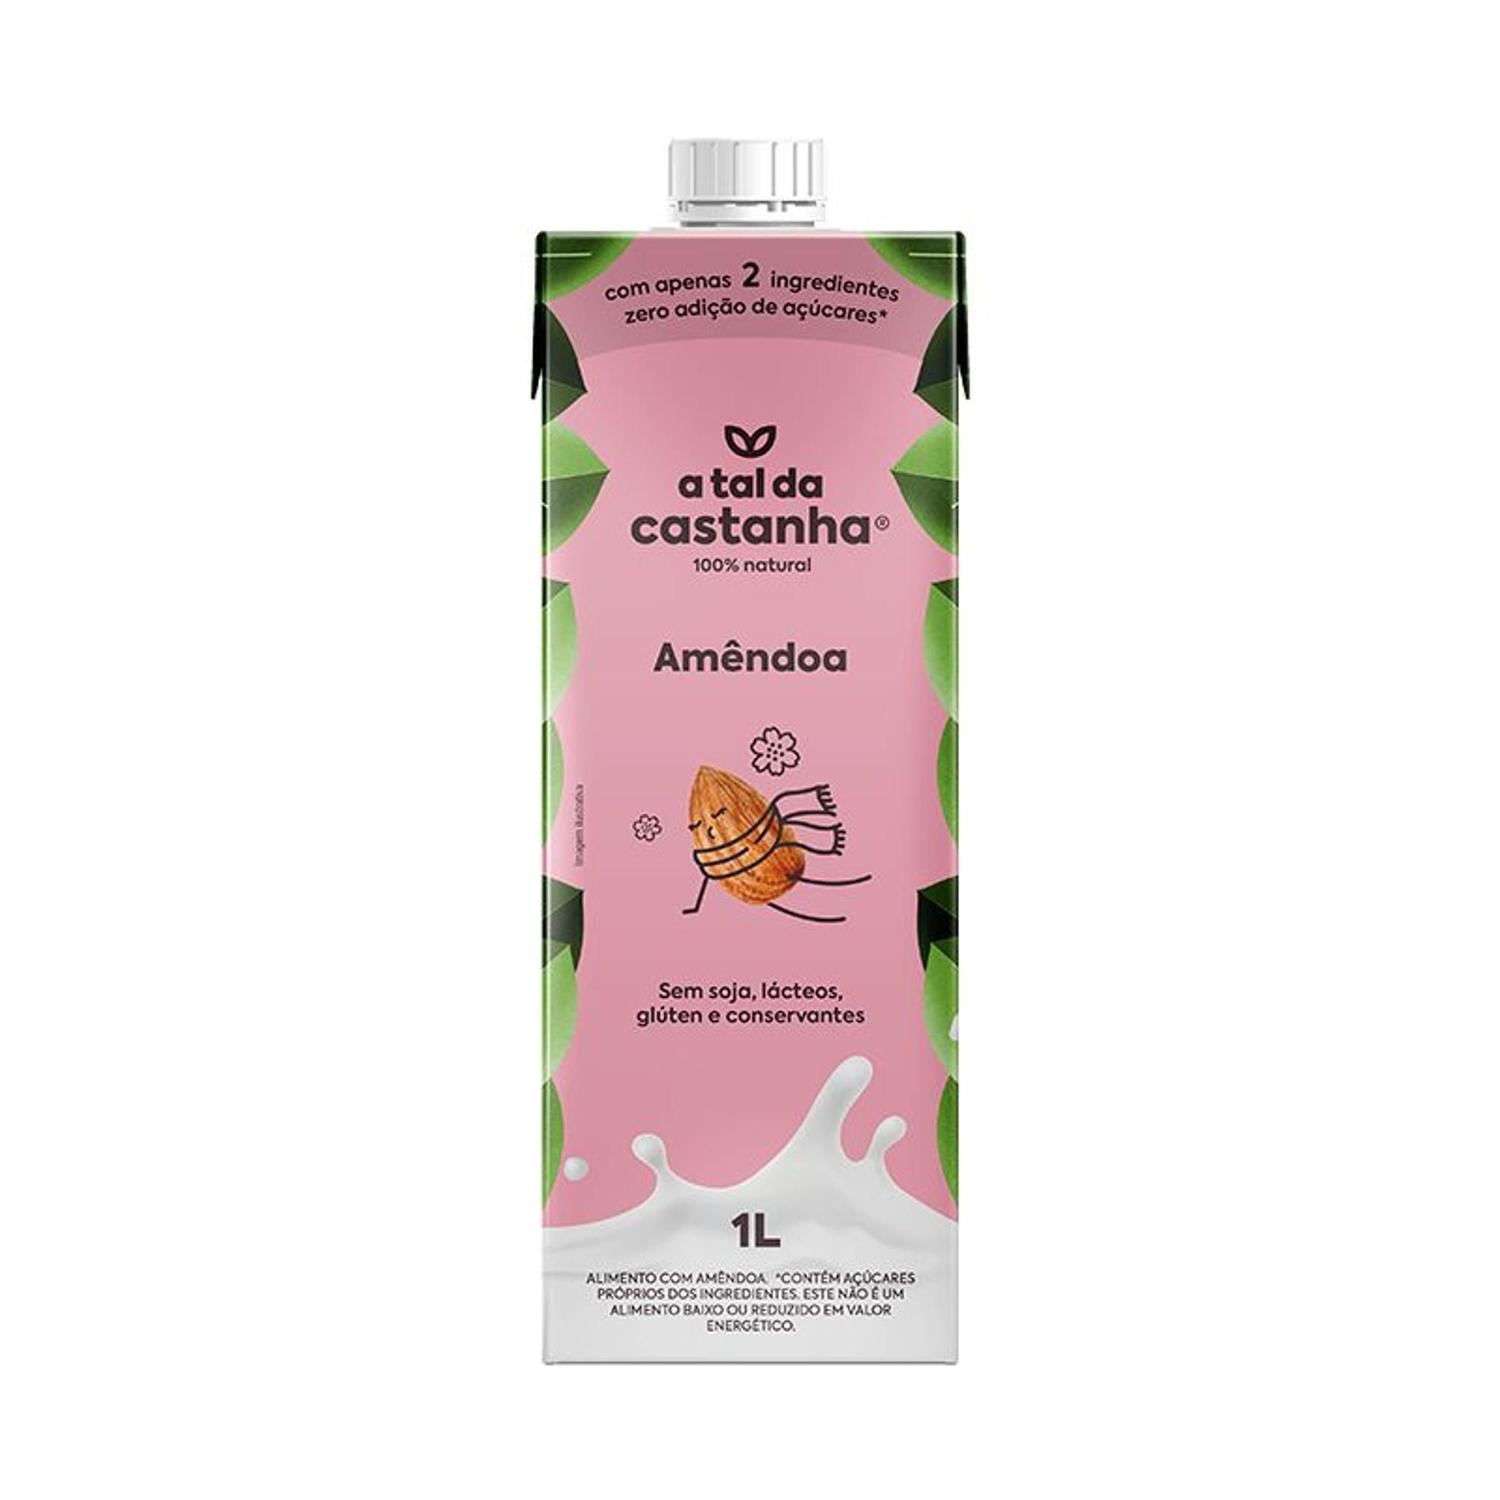 com apenas 2 ingredientes
zero adição de açúcares*
a tal da
castanha®
100% natural
Amêndoa
Imagem ilustrativa
Sem soja, lácteos,
glúten e conservantes
1L
ALIMENTO COM AMÊNDOA. *CONTÉM AÇÚCARES
PRÓPRIOS DOS INGREDIENTES. ESTE NÃO É UM
ALIMENTO BAIXO OU REDUZIDO EM VALOR
ENERGÉTICO.